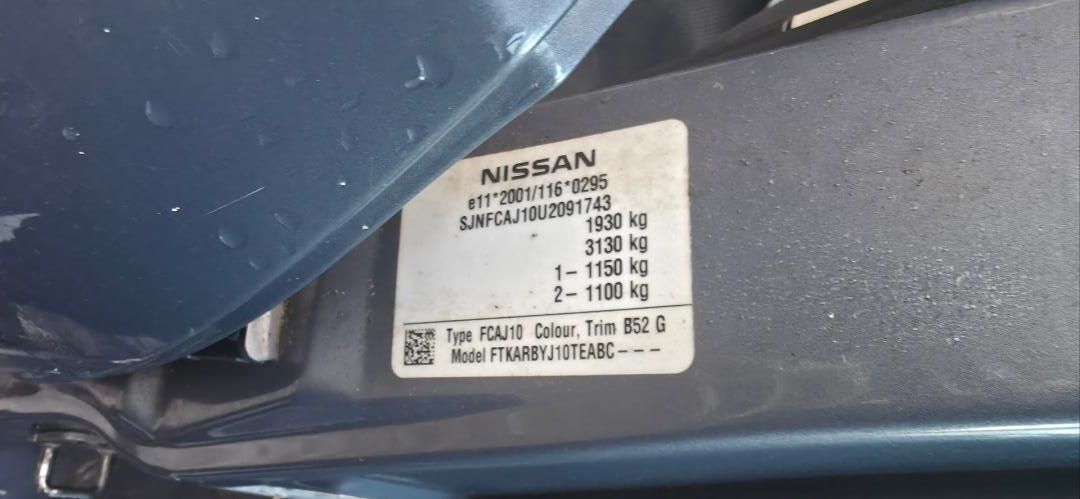 NISSAN
e11*2001/116*0295
SJNFCAJ10U2091743
1930 kg
3130 kg
1– 1150 kg
2– 1100 kg
Type FCAJ10 Colour, Trim B52 G
Model FTKARBYJ10TEABC– – –